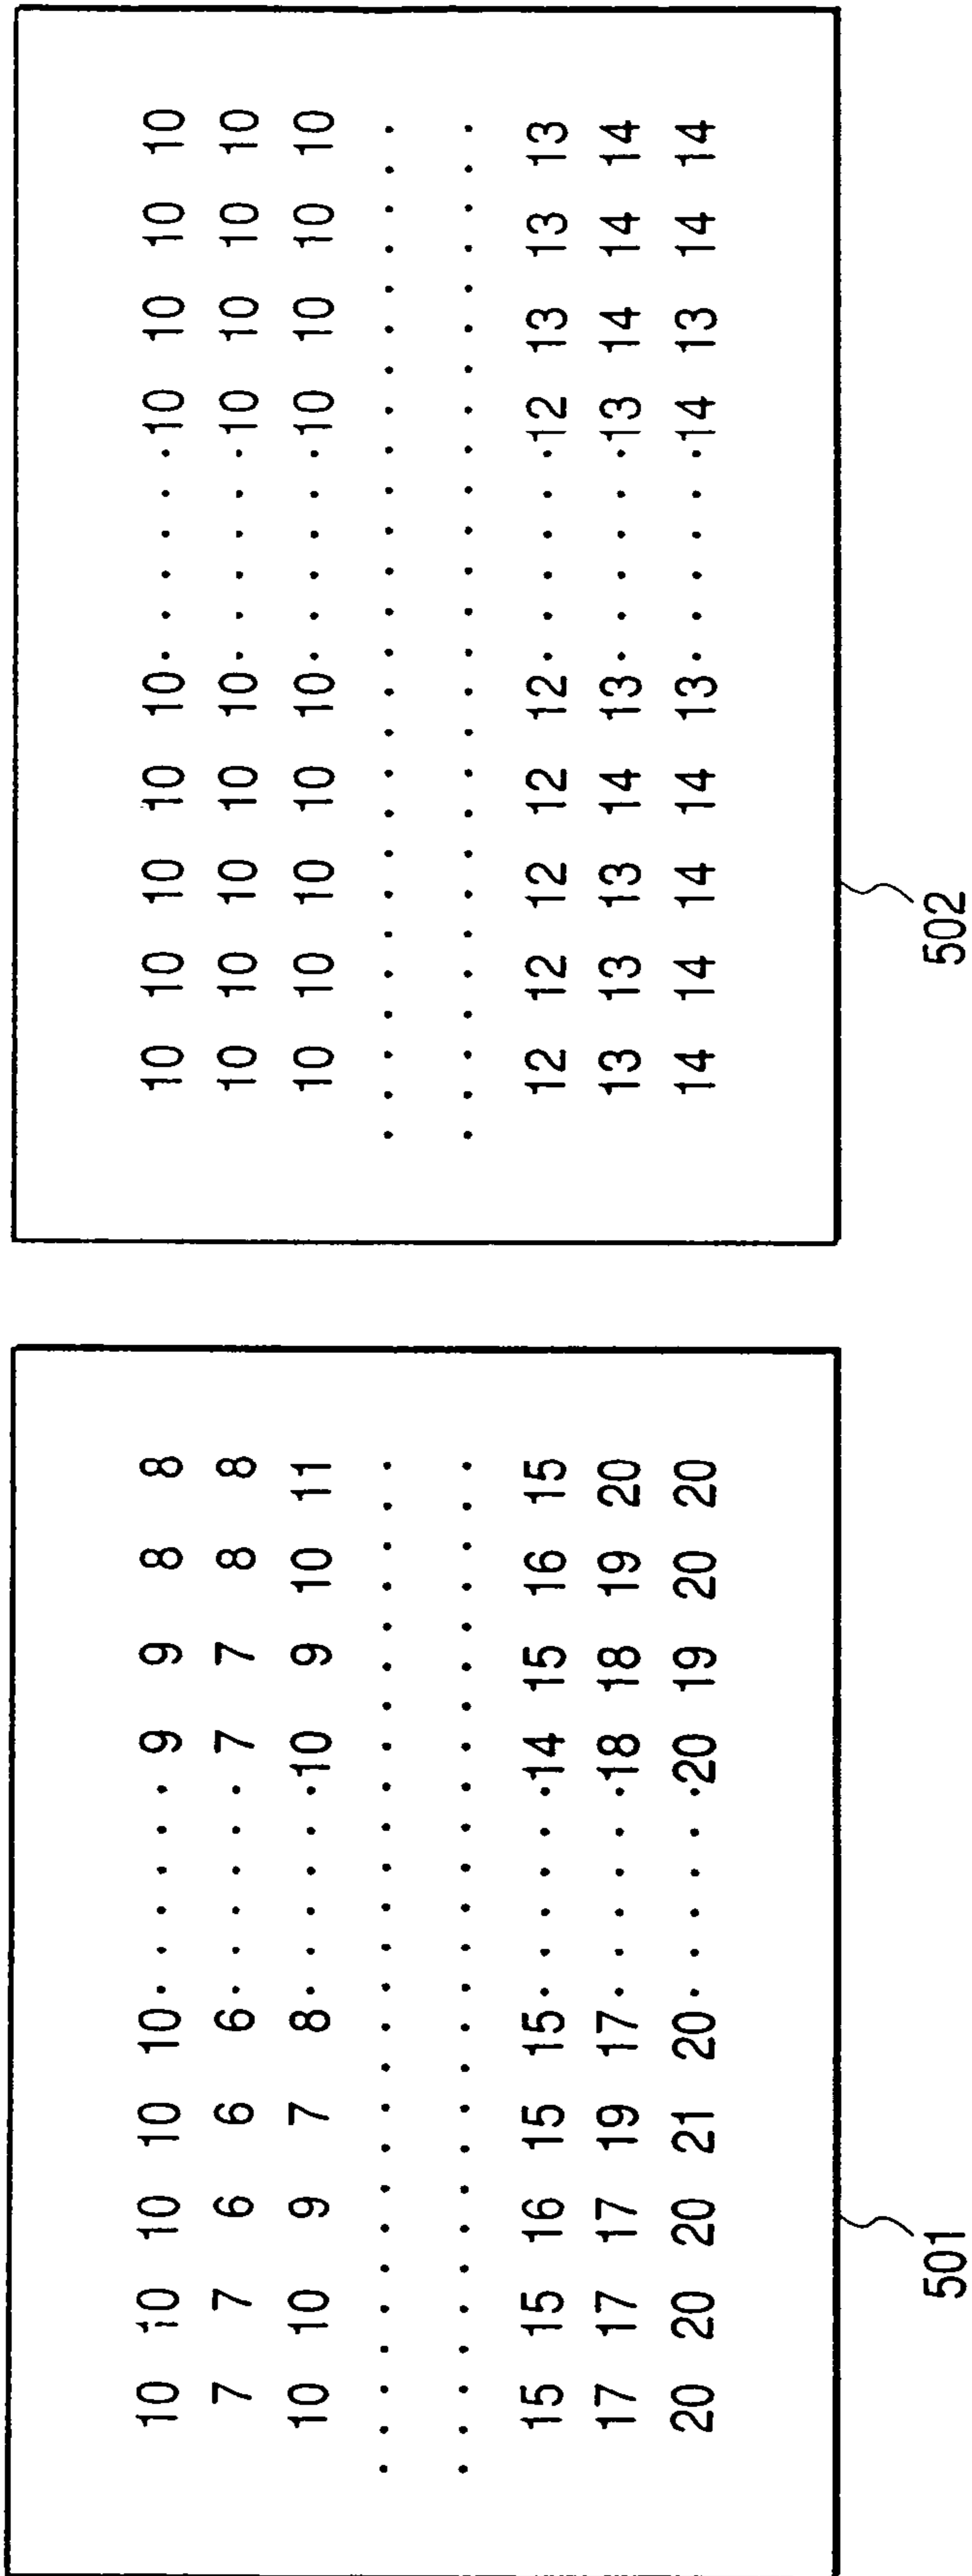 10 10 10 10 10 . . . . . . 9 9 8 8
7 7 6 6 6 . . . . . . 7 7 8 8
10 10 9 7 8 . . . . . . 10 9 10 11
. . . . . . . . . . . . . . . . . . . . . . . . . .
. . . . . . . . . . . . . . . . . . . . . . . . . .
15 15 16 15 15 . . . . . . 14 15 16 15
17 17 17 19 17 . . . . . . 18 18 19 20
20 20 20 21 20 . . . . . . 20 19 20 20
501
10 10 10 10 10 . . . . . . 10 10 10 10
10 10 10 10 10 . . . . . . 10 10 10 10
10 10 10 10 10 . . . . . . 10 10 10 10
. . . . . . . . . . . . . . . . . . . . . . . . . .
. . . . . . . . . . . . . . . . . . . . . . . . . .
12 12 12 12 12 . . . . . . 12 13 13 13
13 13 13 14 13 . . . . . . 13 14 14 14
14 14 14 14 13 . . . . . . 14 13 14 14
502